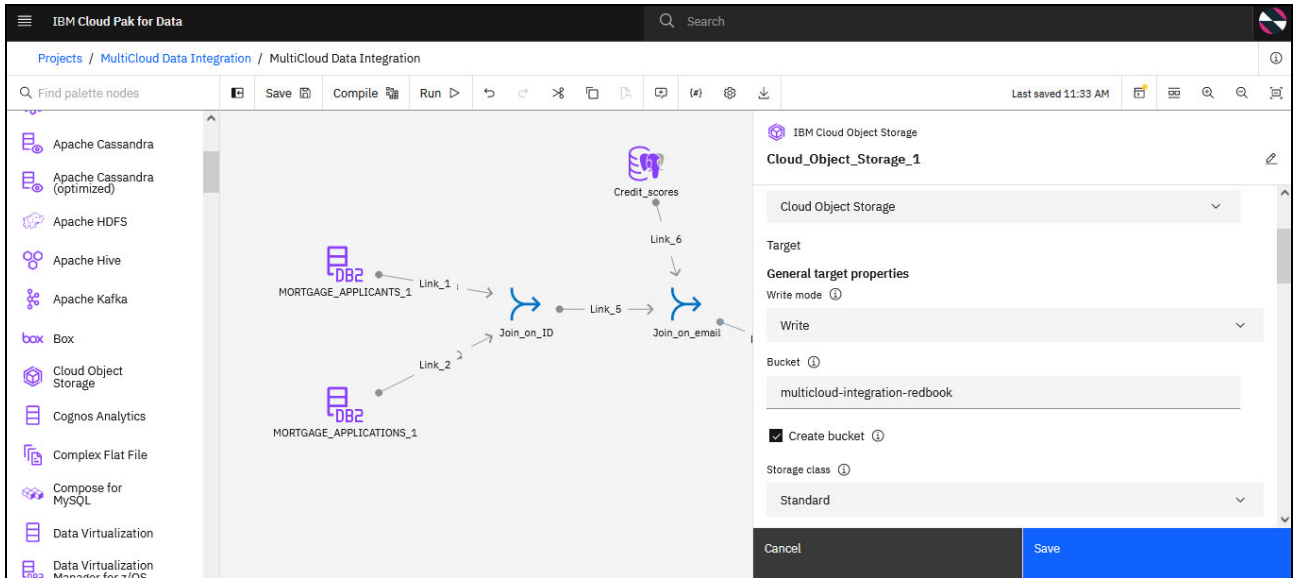 IBM Cloud Pak for Data
Search
Projects / MultiCloud Data Integration / MultiCloud Data Integration
Find palette nodes
Save
Compile
Run
Last saved 11:33 AM
Apache Cassandra
Apache Cassandra
(optimized)
Apache HDFS
Apache Hive
Apache Kafka
box Box
Cloud Object
Storage
Cognos Analytics
Complex Flat File
Compose for
MySQL
Data Virtualization
Data Virtualization
Manager for z/OS
Credit_scores
Link_6
DB2
MORTGAGE_APPLICANTS_1
Link_1
Join_on_ID
Link_5
Join_on_email
Link_2
DB2
MORTGAGE_APPLICATIONS_1
IBM Cloud Object Storage
Cloud_Object_Storage_1
Cloud Object Storage
Target
General target properties
Write mode
Write
Bucket
multicloud-integration-redbook
Create bucket
Storage class
Standard
Cancel
Save